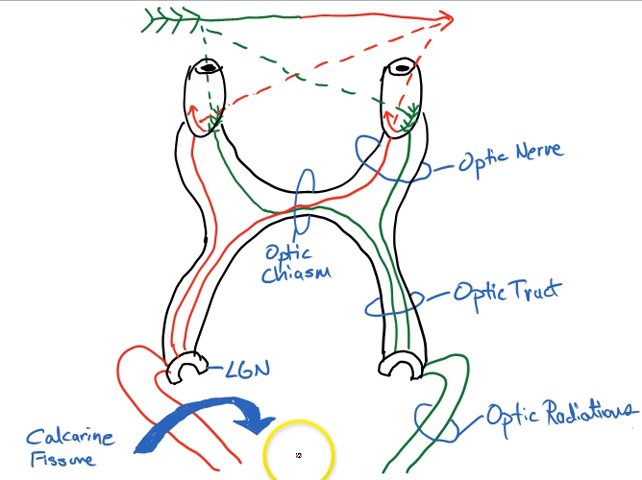 Optic Nerve
Optic
Chiasm
Optic Tract
LGN
Optic Radiations
Calcarine
Fissure